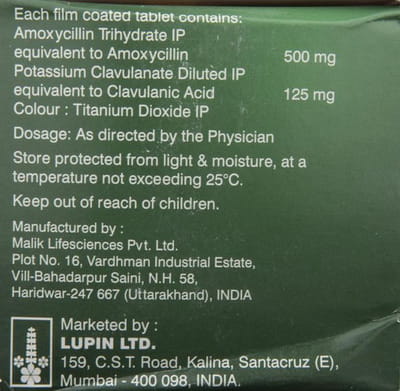 Each film coated tablet contains:
Amoxycillin Trihydrate IP
equivalent to Amoxycillin 500 mg
Potassium Clavulanate Diluted IP
equivalent to Clavulanic Acid 125 mg
Colour : Titanium Dioxide IP
Dosage: As directed by the Physician
Store protected from light & moisture, at a
temperature not exceeding 25°C.
Keep out of reach of children.
Manufactured by :
Malik Lifesciences Pvt. Ltd.
Plot No. 16, Vardhman Industrial Estate,
Vill-Bahadarpur Saini, N.H. 58,
Haridwar-247 667 (Uttarakhand), INDIA
Marketed by :
LUPIN LTD.
159, C.S.T. Road, Kalina, Santacruz (E),
Mumbai - 400 098, INDIA.